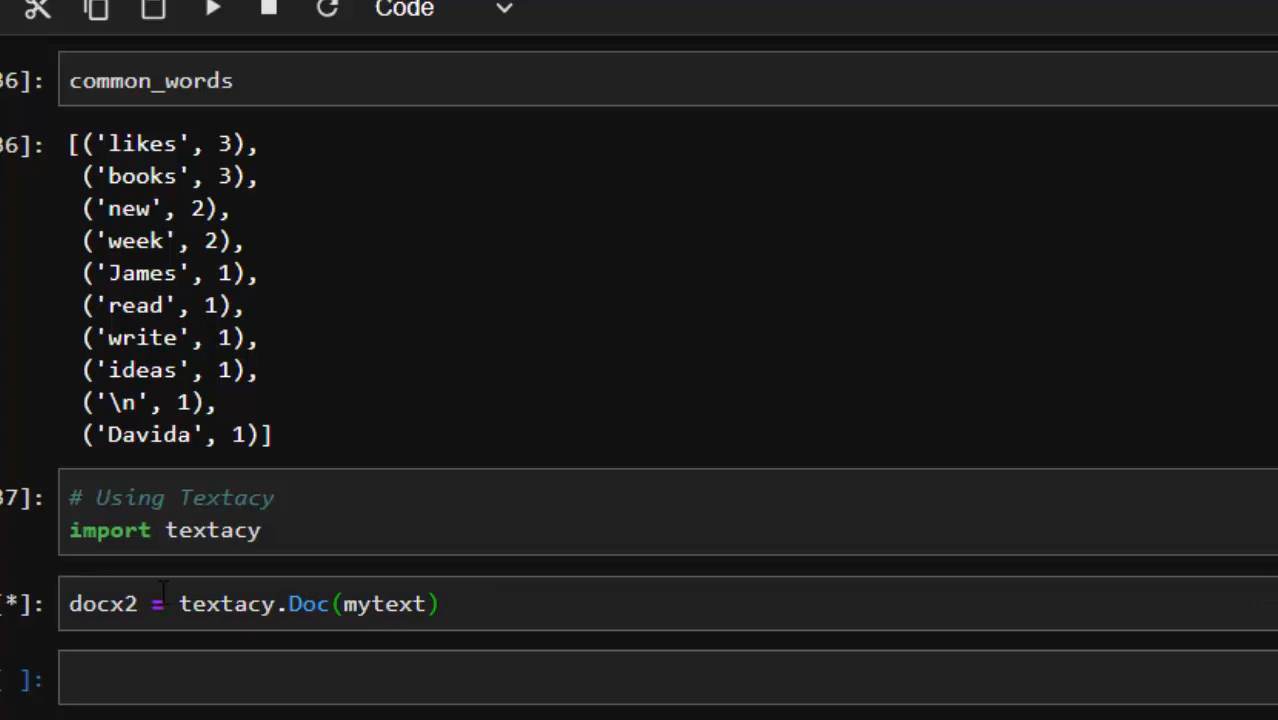 Code
36]: common_words
36]: [('likes', 3),
('books', 3),
('new', 2),
('week', 2),
('James', 1),
('read', 1),
('write', 1),
('ideas', 1),
('\n', 1),
('Davida', 1)]
37]: # Using Textacy
import textacy
[*]: docx2 = textacy.Doc(mytext)
[ ]: